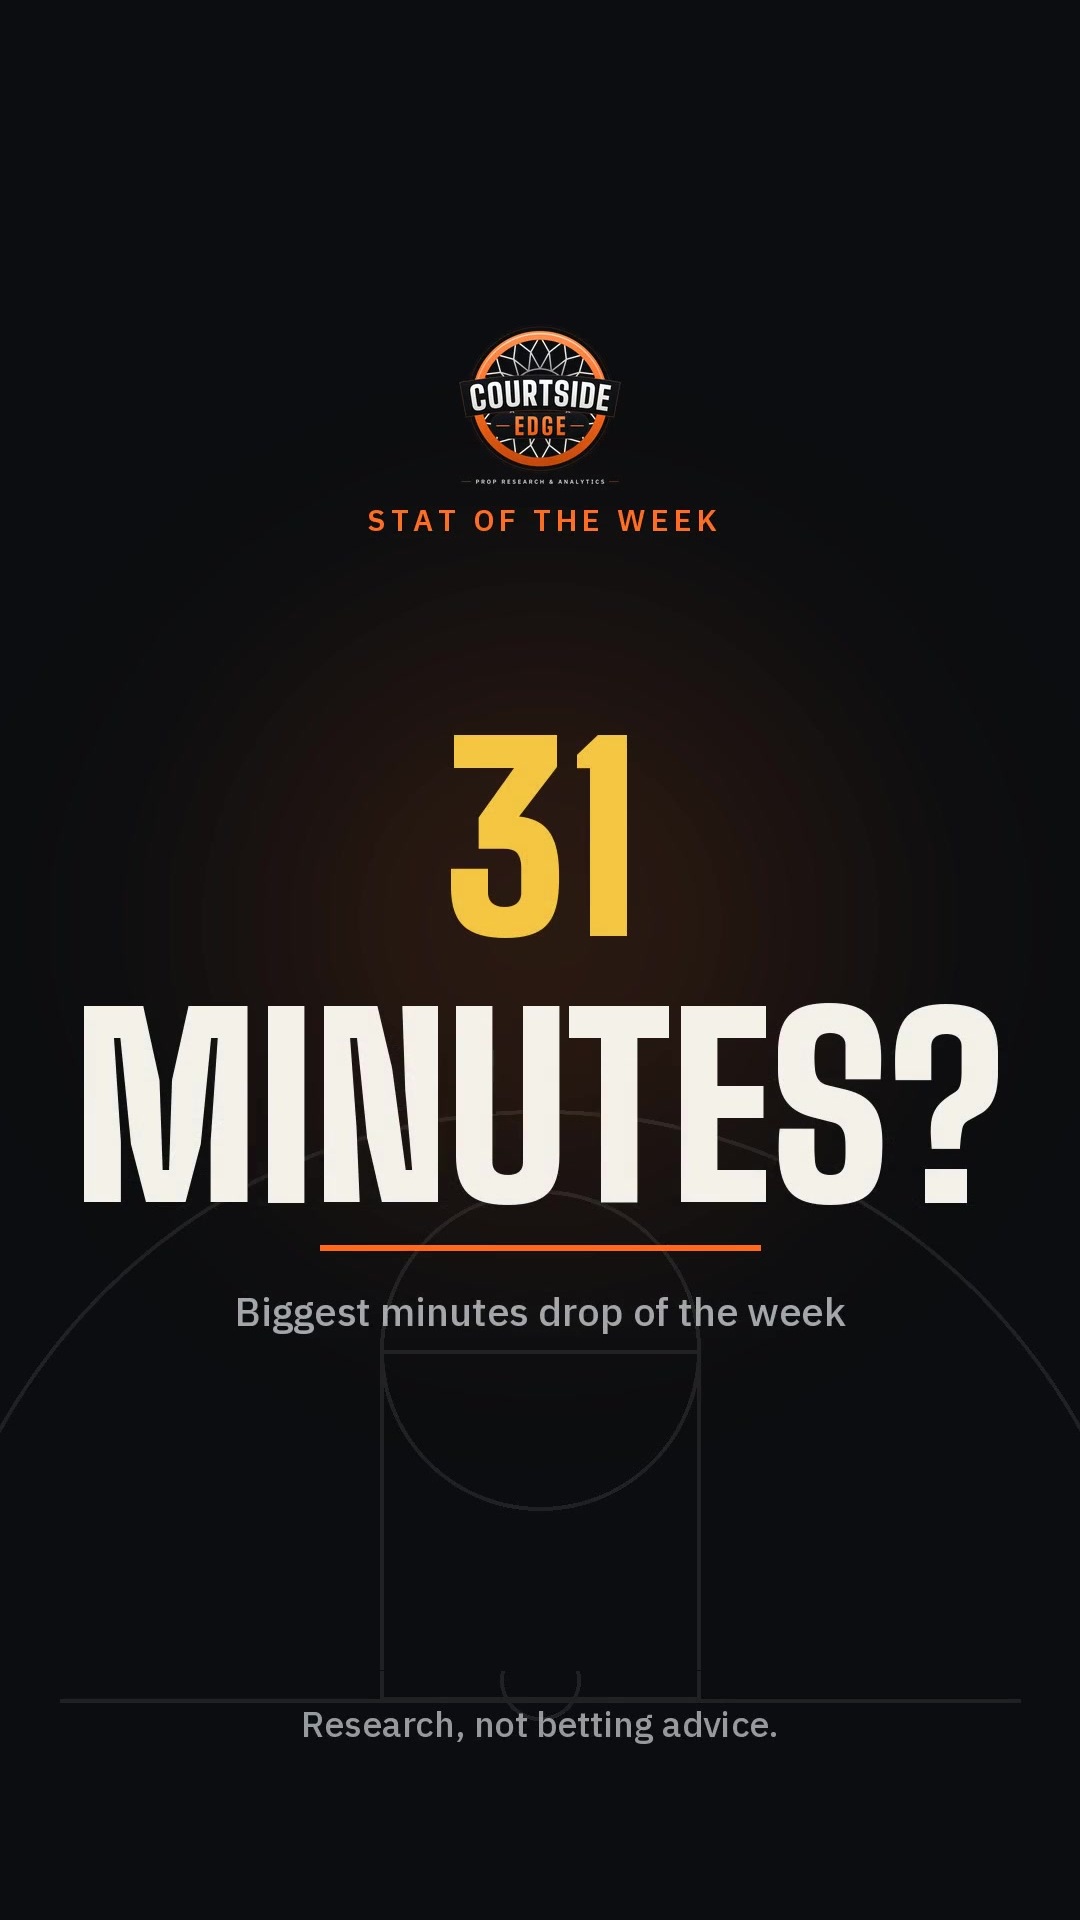 COURTSIDE
EDGE
PROP RESEARCH & ANALYTICS
STAT OF THE WEEK
31
MINUTES?
Biggest minutes drop of the week
Research, not betting advice.